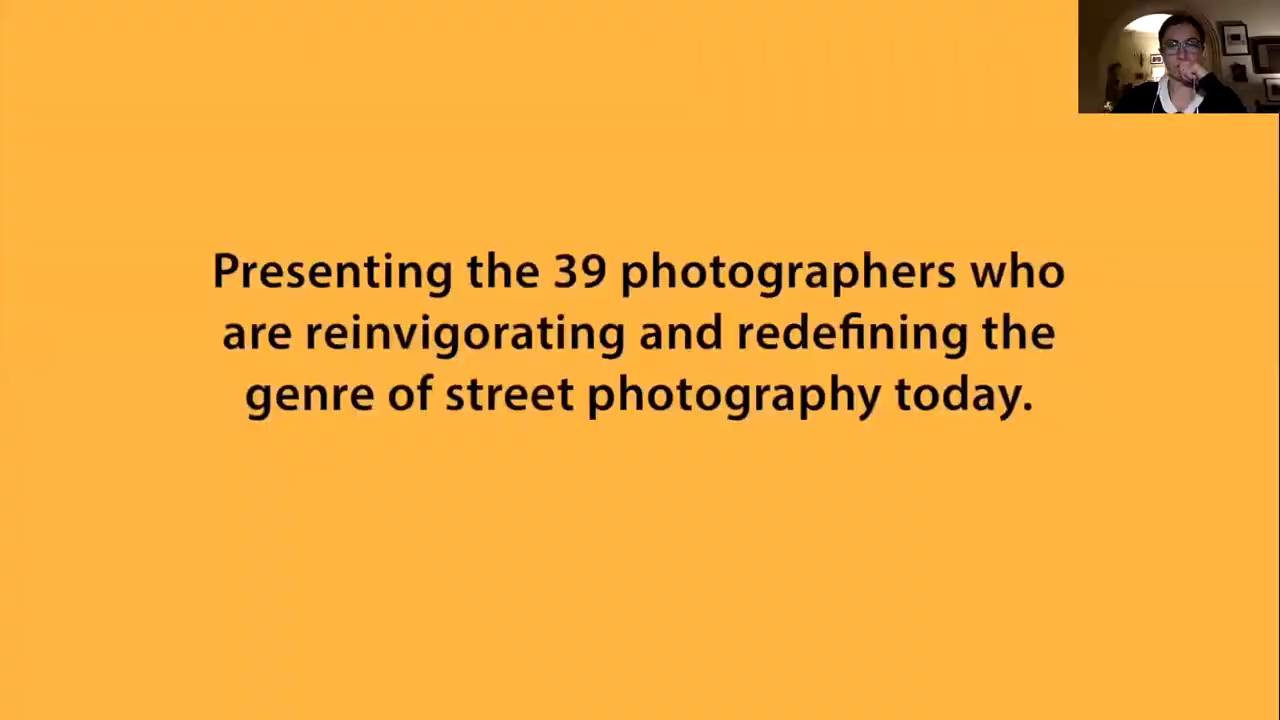 Presenting the 39 photographers who
are reinvigorating and redefining the
genre of street photography today.